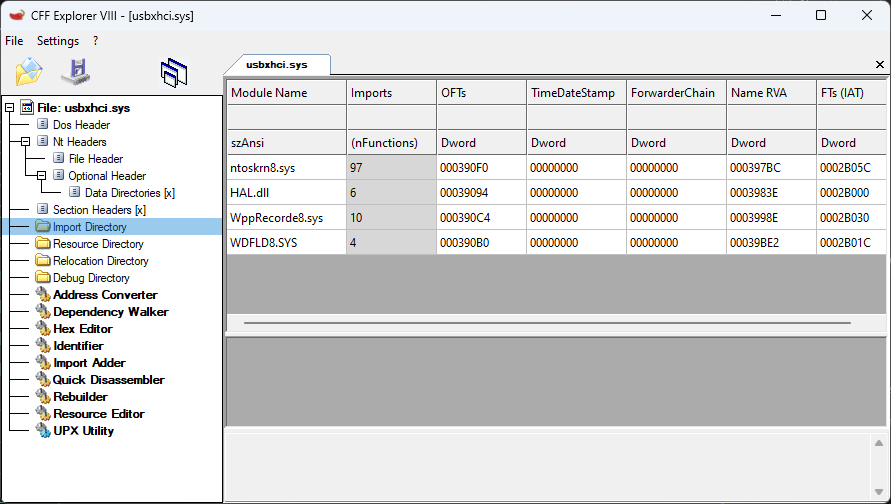 CFF Explorer VIII - [usbxhci.sys]
File Settings ?
usbxhci.sys
File: usbxhci.sys
Dos Header
Nt Headers
File Header
Optional Header
Data Directories [x]
Section Headers [x]
Import Directory
Resource Directory
Relocation Directory
Debug Directory
Address Converter
Dependency Walker
Hex Editor
Identifier
Import Adder
Quick Disassembler
Rebuilder
Resource Editor
UPX Utility
Module Name Imports OFTs TimeDateStamp ForwarderChain Name RVA FTs (IAT)
szAnsi (nFunctions) Dword Dword Dword Dword Dword
ntoskrn8.sys 97 000390F0 00000000 00000000 000397BC 0002B05C
HAL.dll 6 00039094 00000000 00000000 0003983E 0002B000
WppRecorde8.sys 10 000390C4 00000000 00000000 0003998E 0002B030
WDFLD8.SYS 4 000390B0 00000000 00000000 00039BE2 0002B01C